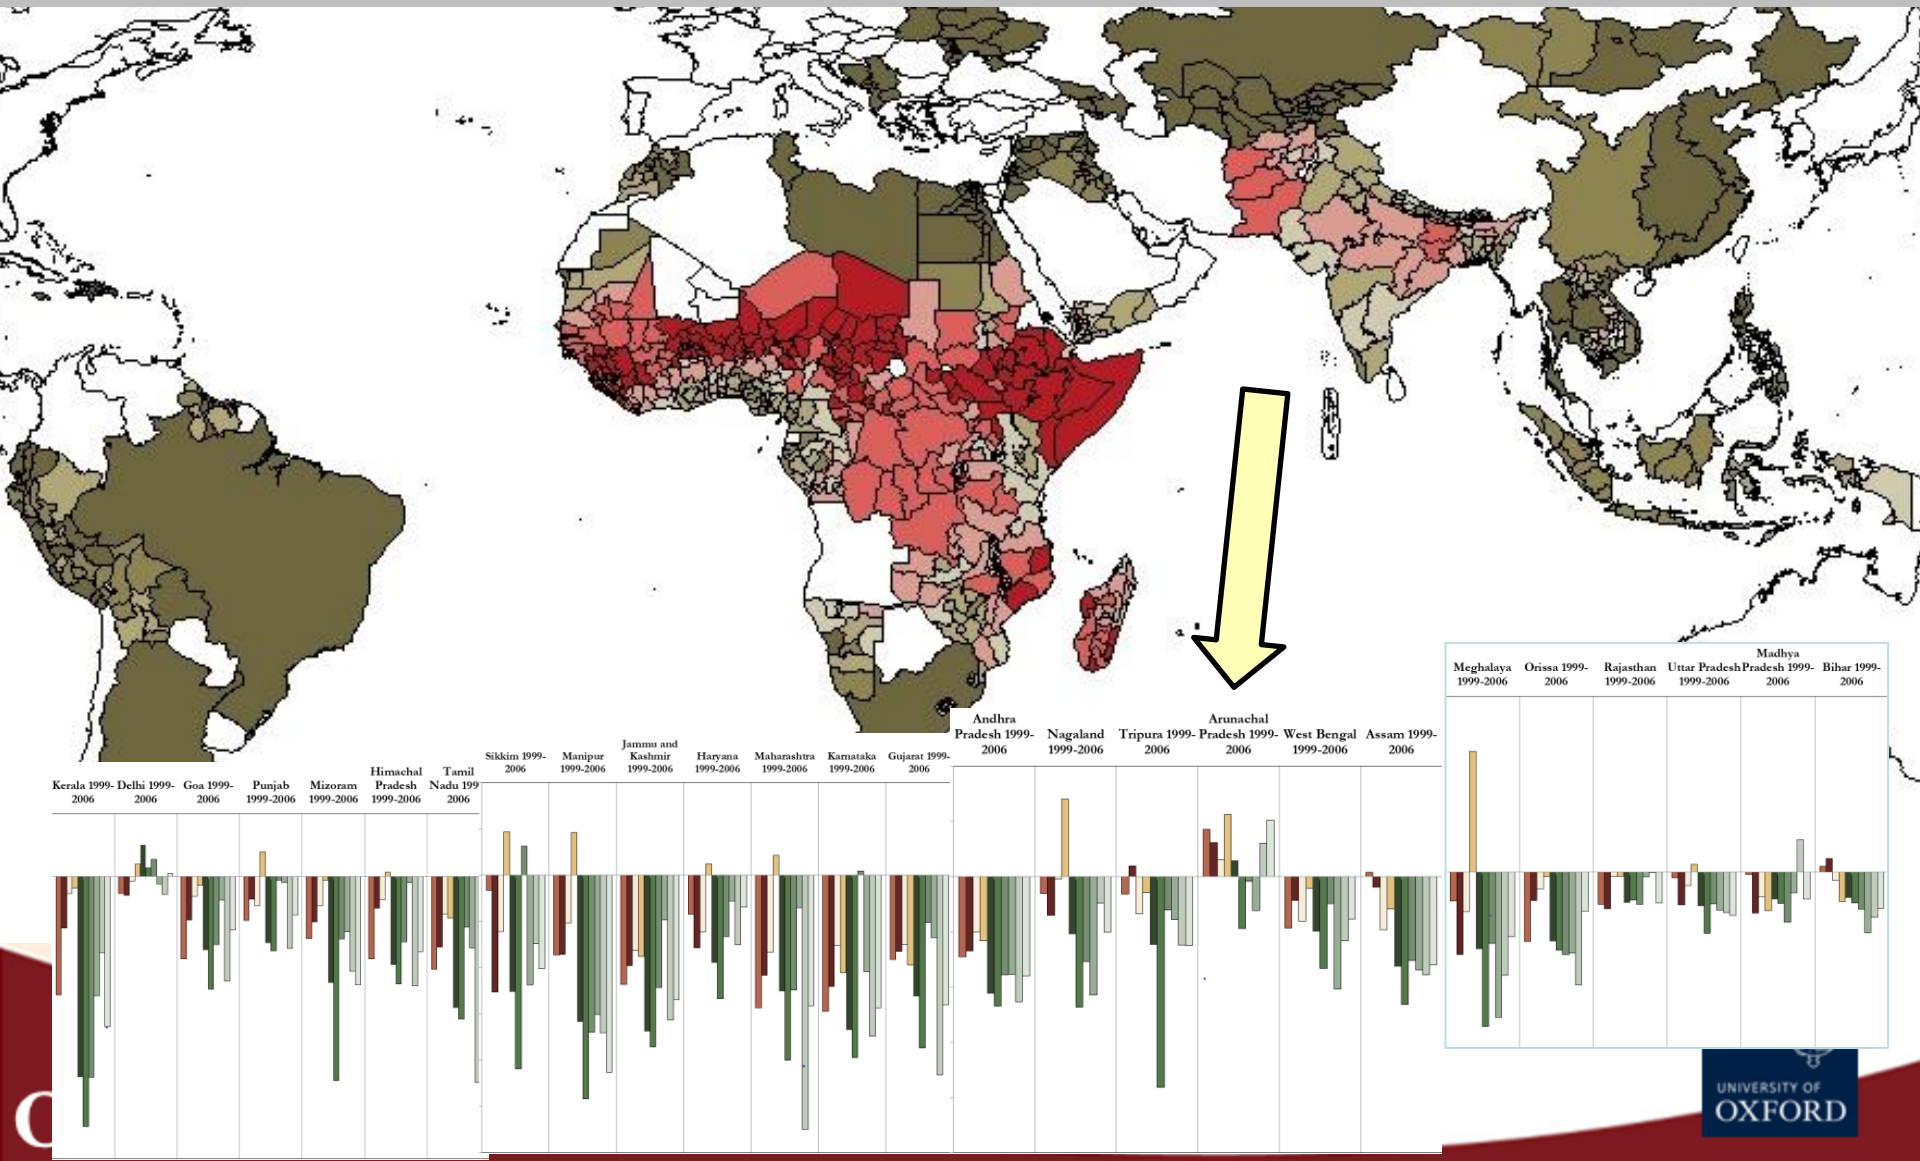 Kerala 1999-
2006
Delhi 1999-
2006
Goa 1999-
2006
Punjab
1999-2006
Mizoram
1999-2006
Himachal
Pradesh
1999-2006
Tamil
Nadu 199
2006
Sikkim 1999-
2006
Manipur
1999-2006
Jammu and
Kashmir
1999-2006
Haryana
1999-2006
Maharashtra
1999-2006
Karnataka
1999-2006
Gujarat 1999-
2006
Andhra
Pradesh 1999-
2006
Nagaland
1999-2006
Tripura 1999-
2006
Arunachal
Pradesh 1999-
2006
West Bengal
1999-2006
Assam 1999-
2006
Meghalaya
1999-2006
Orissa 1999-
2006
Rajasthan
1999-2006
Uttar Pradesh
1999-2006
Madhya
Pradesh 1999-
2006
Bihar 1999-
2006
UNIVERSITY OF
OXFORD